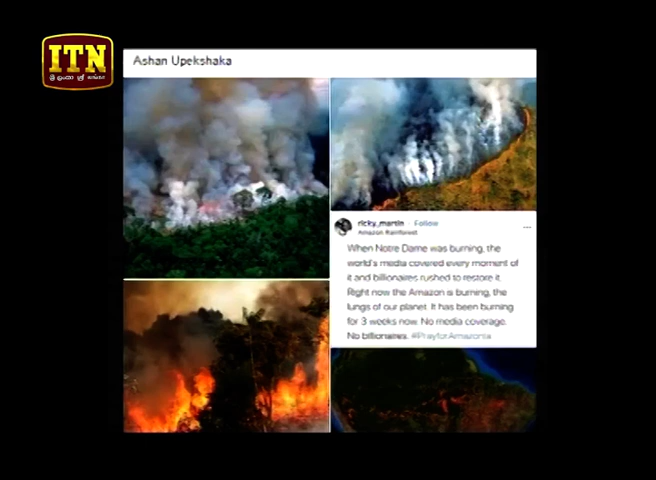 ITN
ශ්‍රී ලංකා
Ashan Upekshaka
ricky_martin Follow
Amazon Rainforest
When Notre Dame was burning, the
world's media covered every moment of
it and billionaires rushed to restore it.
Right now the Amazon is burning, the
lungs of our planet. It has been burning
for 3 weeks now. No media coverage.
No billionaires. #PrayforAmazonia